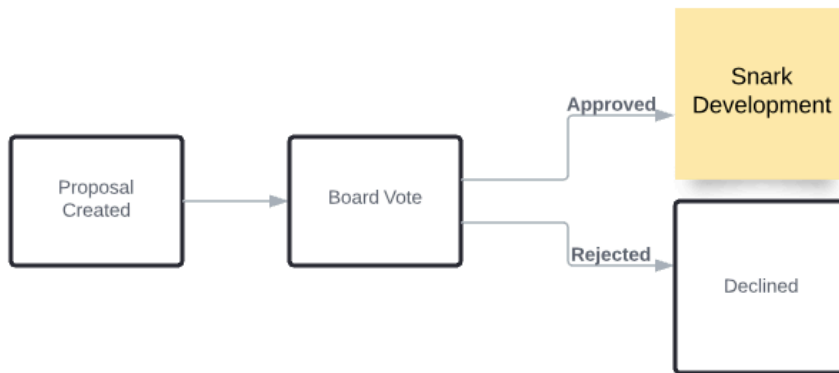 Proposal
Created
Board Vote
Approved
Snark
Development
Rejected
Declined